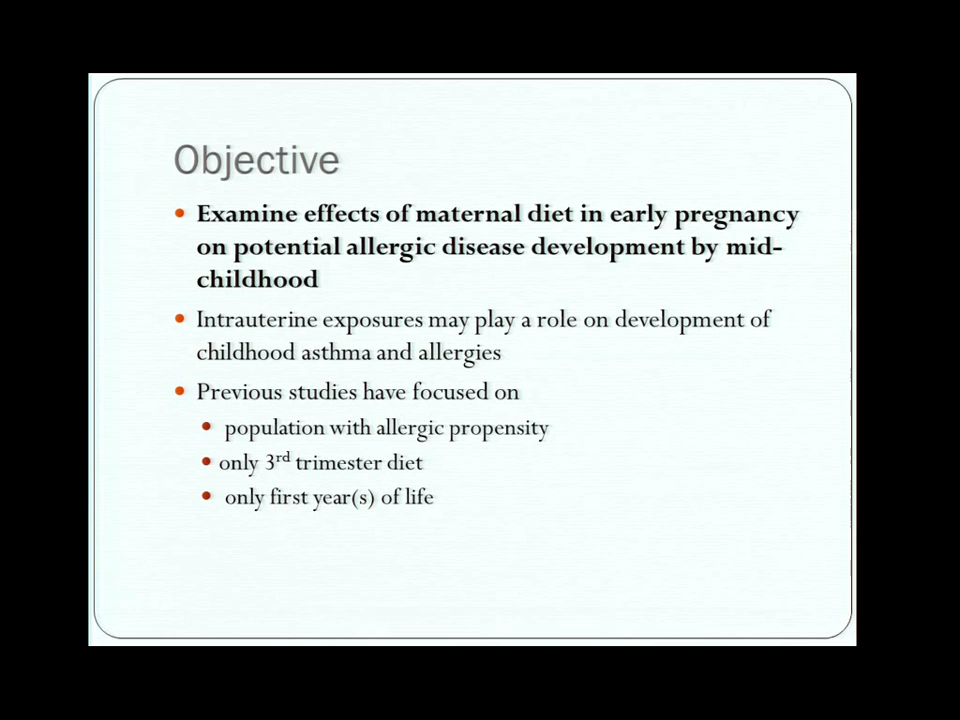 Objective
• Examine effects of maternal diet in early pregnancy
on potential allergic disease development by mid-
childhood
• Intrauterine exposures may play a role on development of
childhood asthma and allergies
• Previous studies have focused on
• population with allergic propensity
• only 3rd trimester diet
• only first year(s) of life